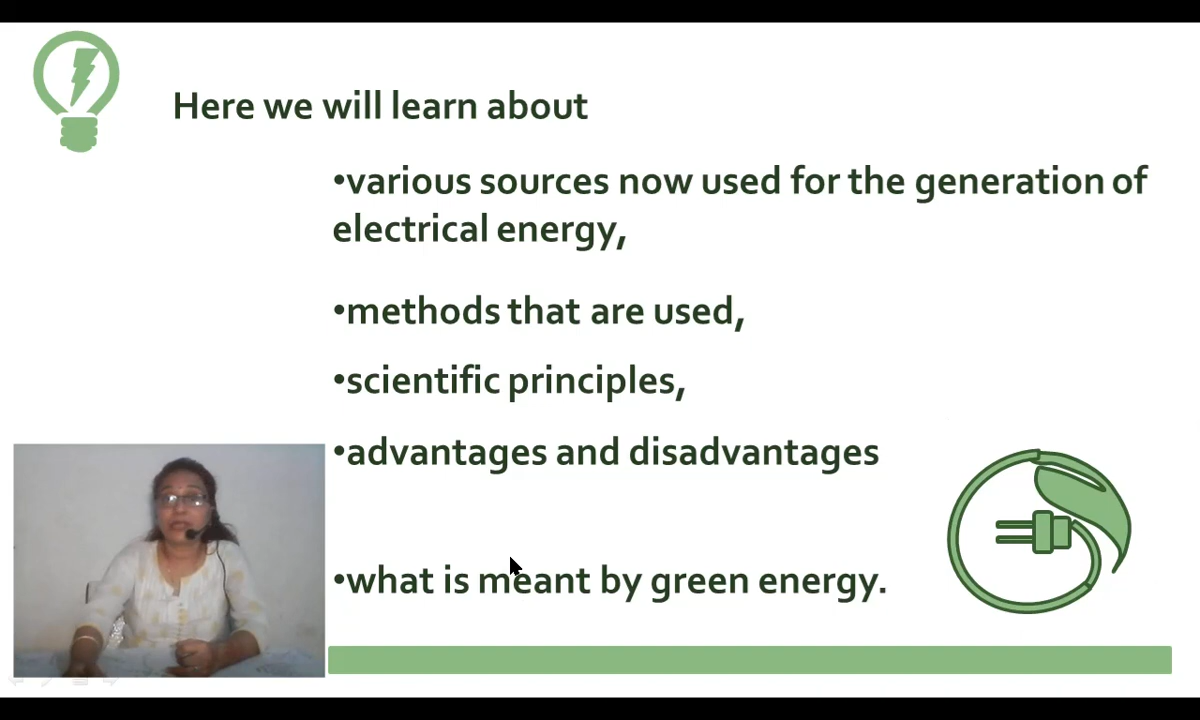 Here we will learn about
•various sources now used for the generation of
electrical energy,
•methods that are used,
•scientific principles,
•advantages and disadvantages
•what is meant by green energy.